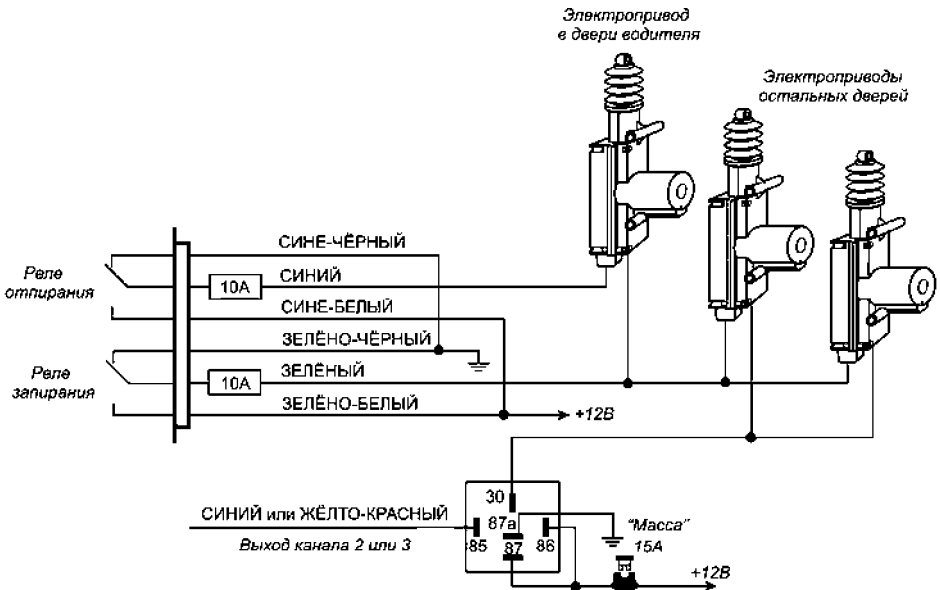 Электропривод
в двери водителя
Электроприводы
остальных дверей
СИНЕ-ЧЁРНЫЙ
Реле
отпирания
10А
СИНИЙ
СИНЕ-БЕЛЫЙ
ЗЕЛЁНО-ЧЁРНЫЙ
Реле
запирания
10А
ЗЕЛЁНЫЙ
ЗЕЛЁНО-БЕЛЫЙ
+12В
СИНИЙ или ЖЁЛТО-КРАСНЫЙ
Выход канала 2 или 3
30
87а
85
87
86
"Масса"
15А
+12В